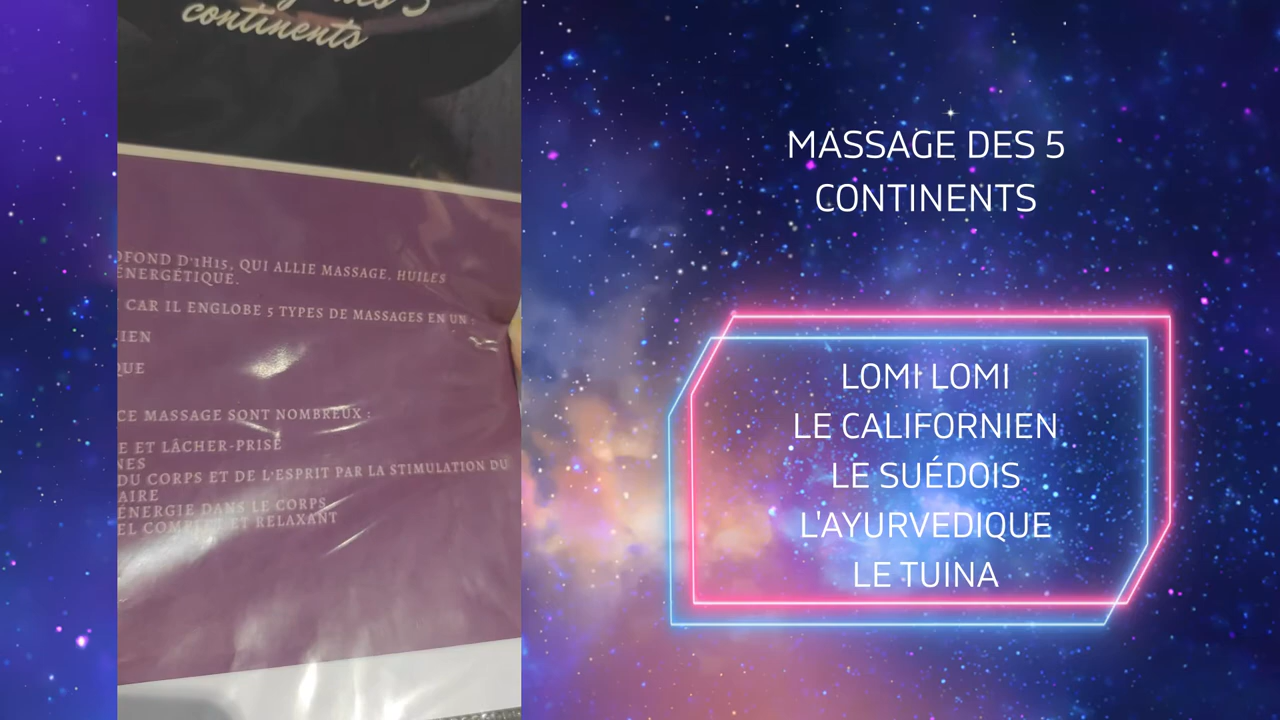 continents
OFOND D'1H15, QUI ALLIE MASSAGE, HUILES
ÉNERGÉTIQUE.
CAR IL ENGLOBE 5 TYPES DE MASSAGES EN UN :
IEN
QUE
CE MASSAGE SONT NOMBREUX :
E ET LÂCHER-PRISE
NES
DU CORPS ET DE L'ESPRIT PAR LA STIMULATION DU
AIRE
ÉNERGIE DANS LE CORPS
EL COMPLET ET RELAXANT
MASSAGE DES 5
CONTINENTS
LOMI LOMI
LE CALIFORNIEN
LE SUÉDOIS
L'AYURVEDIQUE
LE TUINA